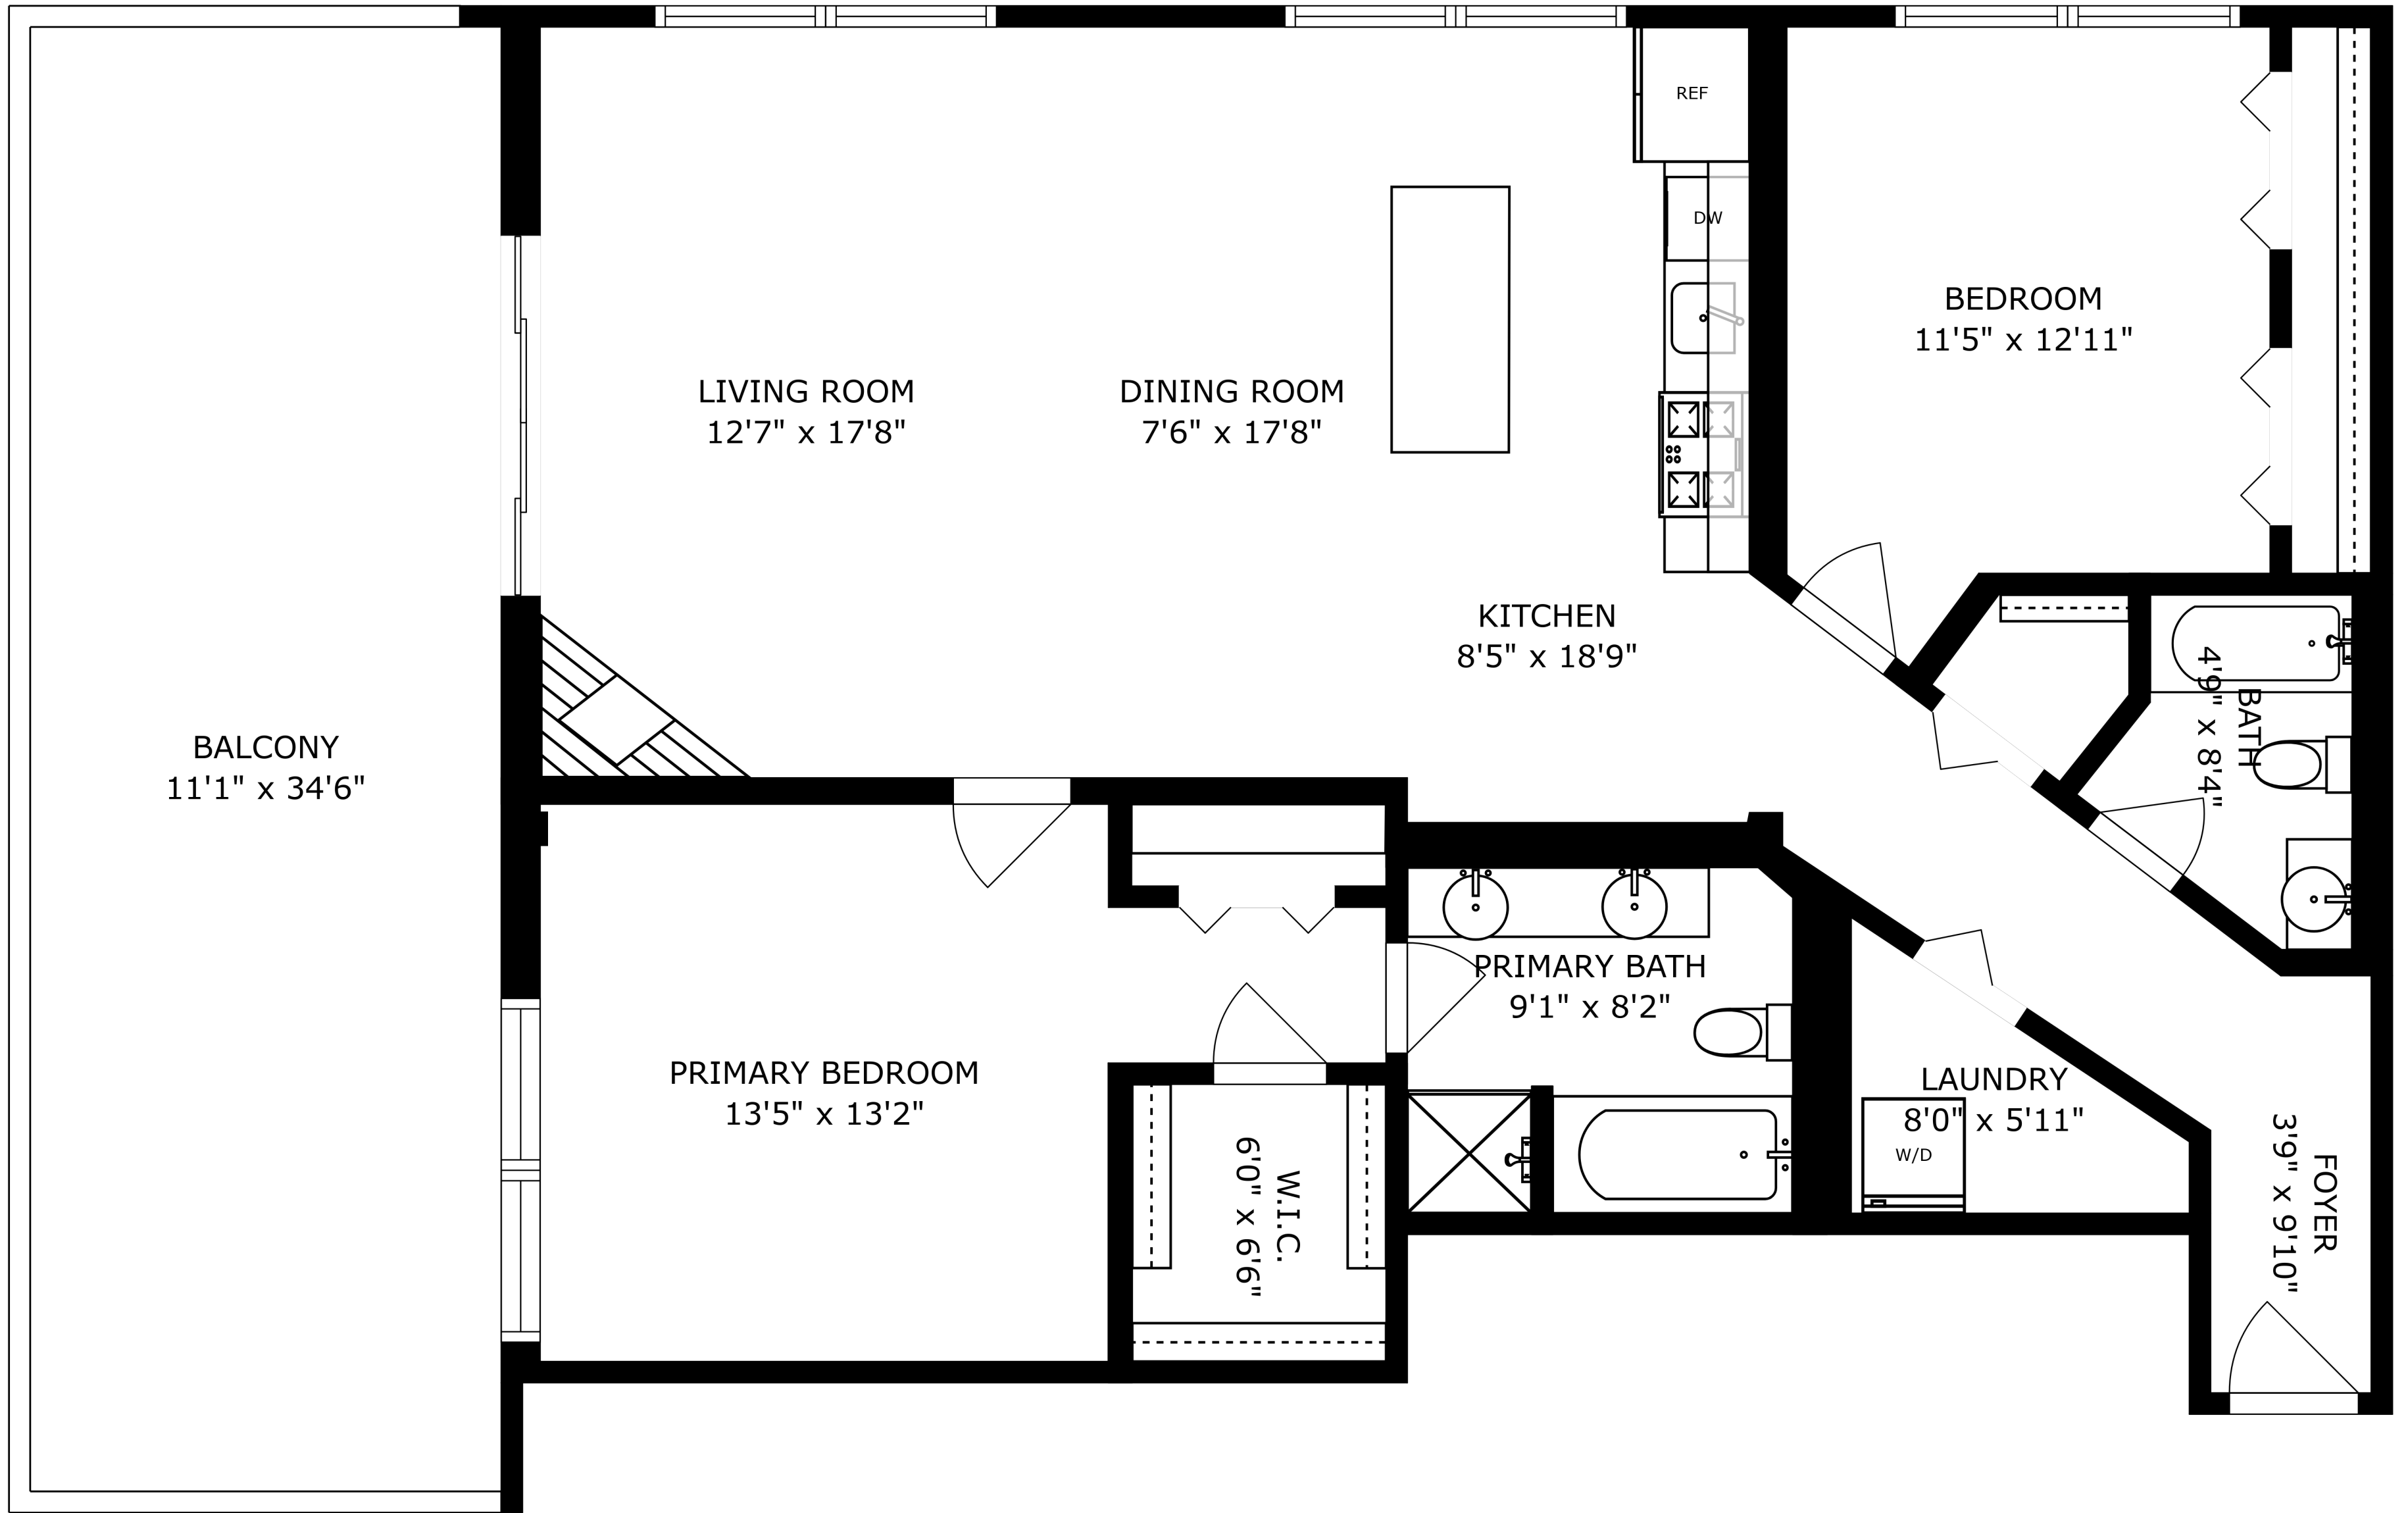 REF
DW
BEDROOM
11'5" x 12'11"
LIVING ROOM
12'7" x 17'8"
DINING ROOM
7'6" x 17'8"
KITCHEN
8'5" x 18'9"
BATH
4'9" x 8'4"
BALCONY
11'1" x 34'6"
PRIMARY BATH
9'1" x 8'2"
PRIMARY BEDROOM
13'5" x 13'2"
LAUNDRY
8'0" x 5'11"
W/D
W.I.C.
6'0" x 6'6"
FOYER
3'9" x 9'10"